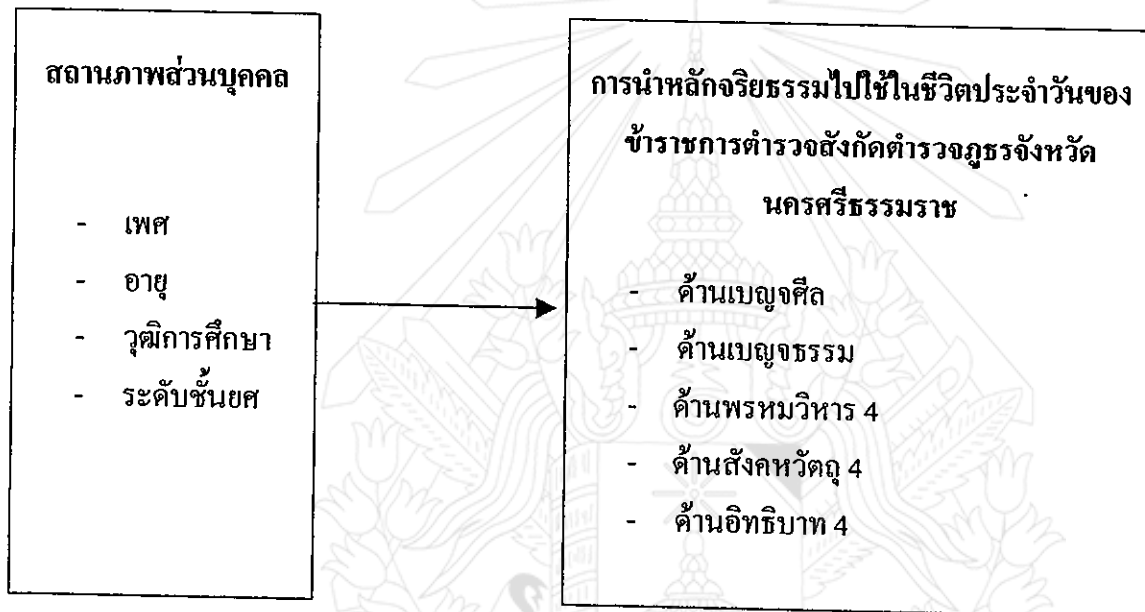 สถานภาพส่วนบุคคล
- เพศ
- อายุ
- วุฒิการศึกษา
- ระดับชั้นยศ
การนำหลักจริยธรรมไปใช้ในชีวิตประจำวันของ
ข้าราชการตำรวจสังกัดตำรวจภูธรจังหวัด
นครศรีธรรมราช
- ด้านเบญจศีล
- ด้านเบญจธรรม
- ด้านพรหมวิหาร 4
- ด้านสังคหวัตถุ 4
- ด้านอิทธิบาท 4